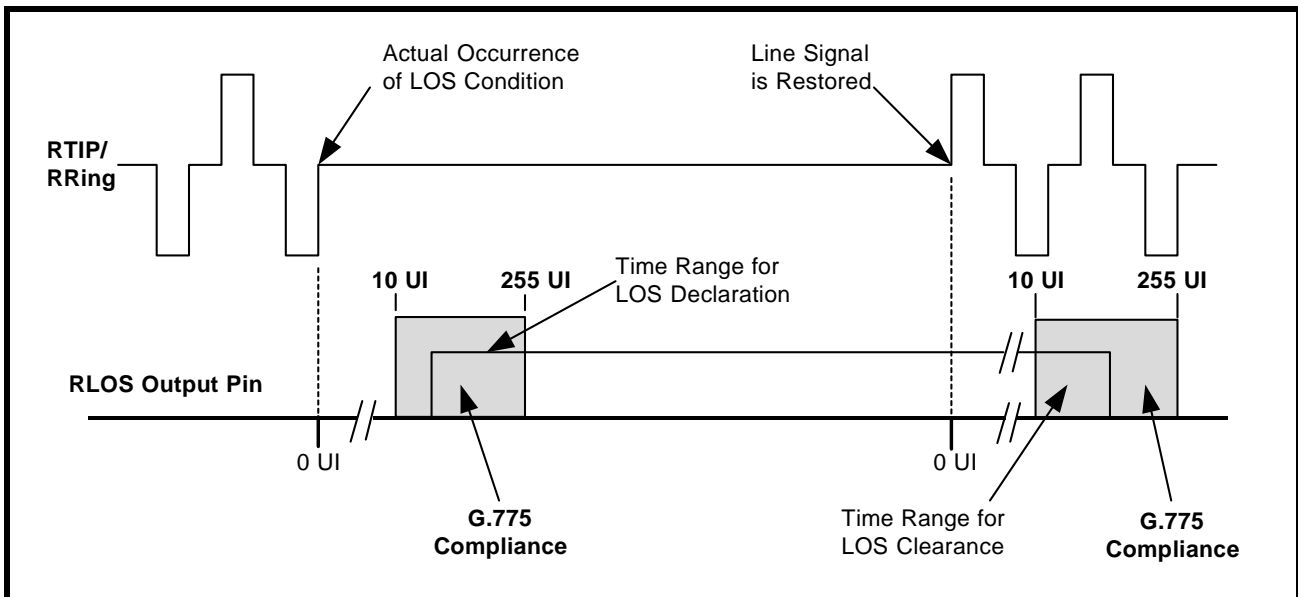 Actual Occurrence
of LOS Condition
Line Signal
is Restored
RTIP/
RRing
10 UI
255 UI
Time Range for
LOS Declaration
10 UI
255 UI
RLOS Output Pin
0 UI
0 UI
G.775
Compliance
Time Range for
LOS Clearance
G.775
Compliance